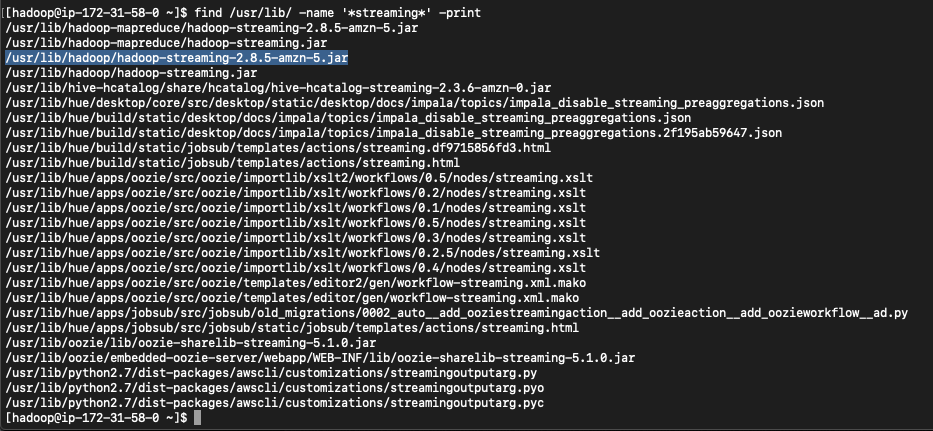 [hadoop@ip-172-31-58-0 ~]$ find /usr/lib/ -name '*streaming*' -print
/usr/lib/hadoop-mapreduce/hadoop-streaming-2.8.5-amzn-5.jar
/usr/lib/hadoop-mapreduce/hadoop-streaming.jar
/usr/lib/hadoop/hadoop-streaming-2.8.5-amzn-5.jar
/usr/lib/hadoop/hadoop-streaming.jar
/usr/lib/hive-hcatalog/share/hcatalog/hive-hcatalog-streaming-2.3.6-amzn-0.jar
/usr/lib/hue/desktop/core/src/desktop/static/desktop/docs/impala/topics/impala_disable_streaming_preaggregations.json
/usr/lib/hue/build/static/desktop/docs/impala/topics/impala_disable_streaming_preaggregations.json
/usr/lib/hue/build/static/desktop/docs/impala/topics/impala_disable_streaming_preaggregations.2f195ab59647.json
/usr/lib/hue/build/static/jobsub/templates/actions/streaming.df9715856fd3.html
/usr/lib/hue/build/static/jobsub/templates/actions/streaming.html
/usr/lib/hue/apps/oozie/src/oozie/importlib/xslt2/workflows/0.5/nodes/streaming.xslt
/usr/lib/hue/apps/oozie/src/oozie/importlib/xslt/workflows/0.2/nodes/streaming.xslt
/usr/lib/hue/apps/oozie/src/oozie/importlib/xslt/workflows/0.1/nodes/streaming.xslt
/usr/lib/hue/apps/oozie/src/oozie/importlib/xslt/workflows/0.5/nodes/streaming.xslt
/usr/lib/hue/apps/oozie/src/oozie/importlib/xslt/workflows/0.3/nodes/streaming.xslt
/usr/lib/hue/apps/oozie/src/oozie/importlib/xslt/workflows/0.2.5/nodes/streaming.xslt
/usr/lib/hue/apps/oozie/src/oozie/importlib/xslt/workflows/0.4/nodes/streaming.xslt
/usr/lib/hue/apps/oozie/src/oozie/templates/editor2/gen/workflow-streaming.xml.mako
/usr/lib/hue/apps/oozie/src/oozie/templates/editor/gen/workflow-streaming.xml.mako
/usr/lib/hue/apps/jobsub/src/jobsub/old_migrations/0002_auto__add_ooziestreamingaction__add_oozieaction__add_oozieworkflow__ad.py
/usr/lib/hue/apps/jobsub/src/jobsub/static/jobsub/templates/actions/streaming.html
/usr/lib/oozie/lib/oozie-sharelib-streaming-5.1.0.jar
/usr/lib/oozie/embedded-oozie-server/webapp/WEB-INF/lib/oozie-sharelib-streaming-5.1.0.jar
/usr/lib/python2.7/dist-packages/awscli/customizations/streamingoutputarg.py
/usr/lib/python2.7/dist-packages/awscli/customizations/streamingoutputarg.pyo
/usr/lib/python2.7/dist-packages/awscli/customizations/streamingoutputarg.pyc
[hadoop@ip-172-31-58-0 ~]$